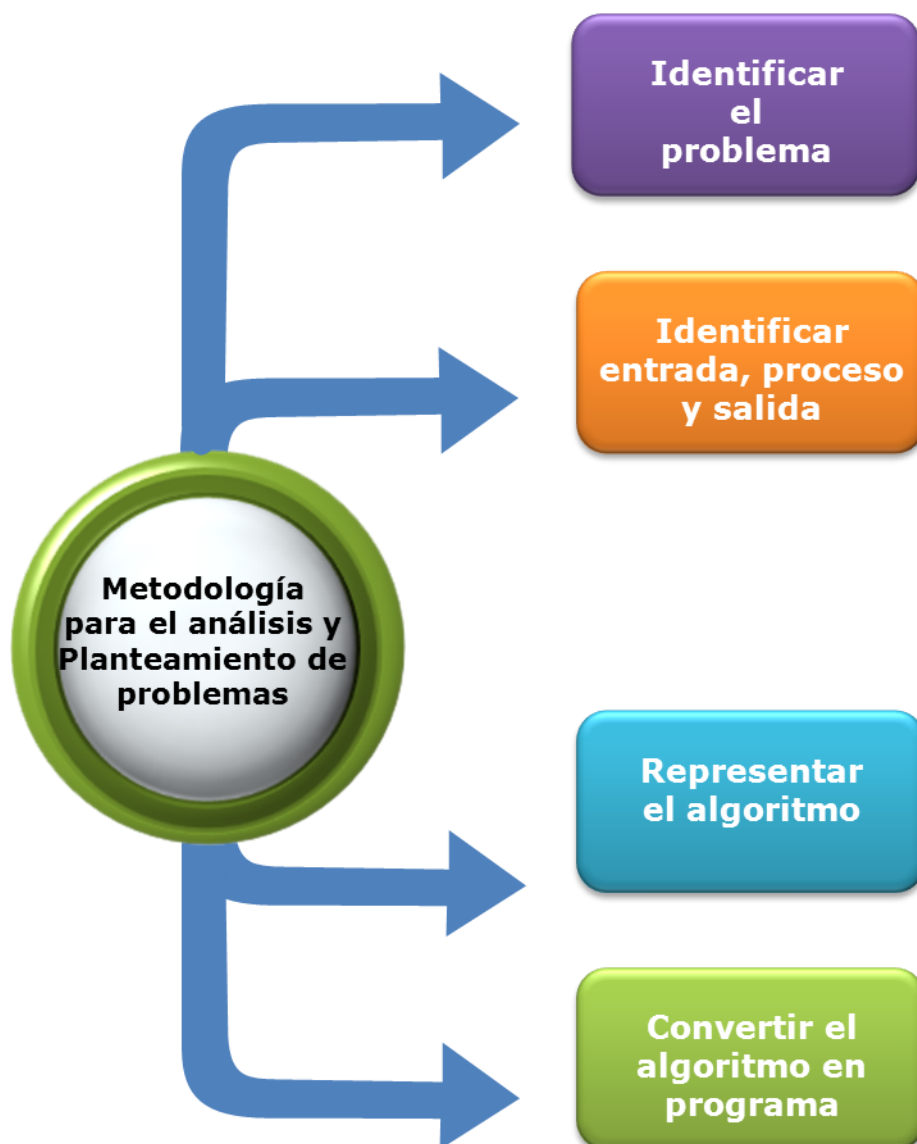 Identificar
el
problema
Identificar
entrada, proceso
y salida
Metodología
para el análisis y
Planteamiento de
problemas
Representar
el algoritmo
Convertir el
algoritmo en
programa